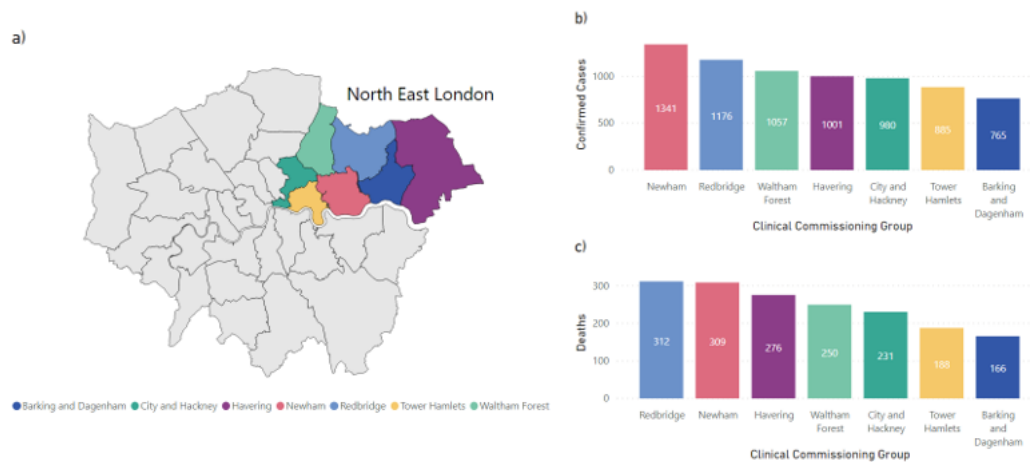 a)
North East London
Barking and Dagenham City and Hackney Havering Newham Redbridge Tower Hamlets Waltham Forest
b)
Confirmed Cases
1000
500
0
1341
1176
1057
1001
980
885
765
Newham
Redbridge
Waltham
Forest
Havering
City and
Hackney
Tower
Hamlets
Barking
and
Dagenham
Clinical Commissioning Group
c)
Deaths
300
200
100
0
312
309
276
250
231
188
166
Redbridge
Newham
Havering
Waltham
Forest
City and
Hackney
Tower
Hamlets
Barking
and
Dagenham
Clinical Commissioning Group